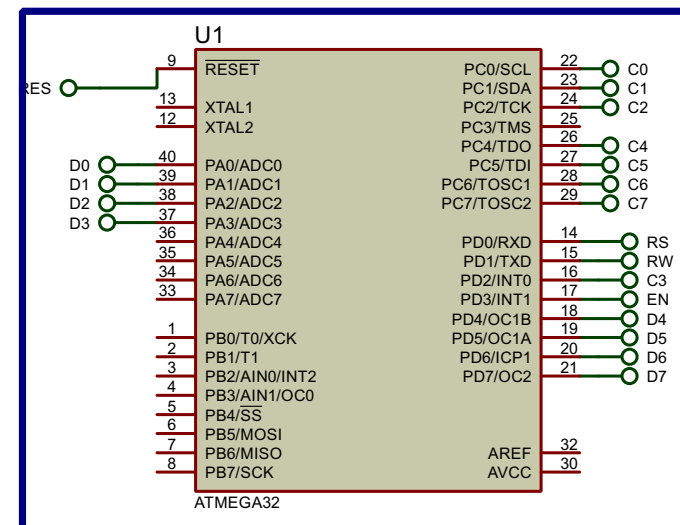 U1
RES
9 RESET
13 XTAL1
12 XTAL2
D0 40 PA0/ADC0
D1 39 PA1/ADC1
D2 38 PA2/ADC2
D3 37 PA3/ADC3
36 PA4/ADC4
35 PA5/ADC5
34 PA6/ADC6
33 PA7/ADC7
1 PB0/T0/XCK
2 PB1/T1
3 PB2/AIN0/INT2
4 PB3/AIN1/OC0
5 PB4/SS
6 PB5/MOSI
7 PB6/MISO
8 PB7/SCK
PC0/SCL 22 C0
PC1/SDA 23 C1
PC2/TCK 24 C2
PC3/TMS 25
PC4/TDO 26 C4
PC5/TDI 27 C5
PC6/TOSC1 28 C6
PC7/TOSC2 29 C7
PD0/RXD 14 RS
PD1/TXD 15 RW
PD2/INT0 16 C3
PD3/INT1 17 EN
PD4/OC1B 18 D4
PD5/OC1A 19 D5
PD6/ICP1 20 D6
PD7/OC2 21 D7
AREF 32
AVCC 30
ATMEGA32